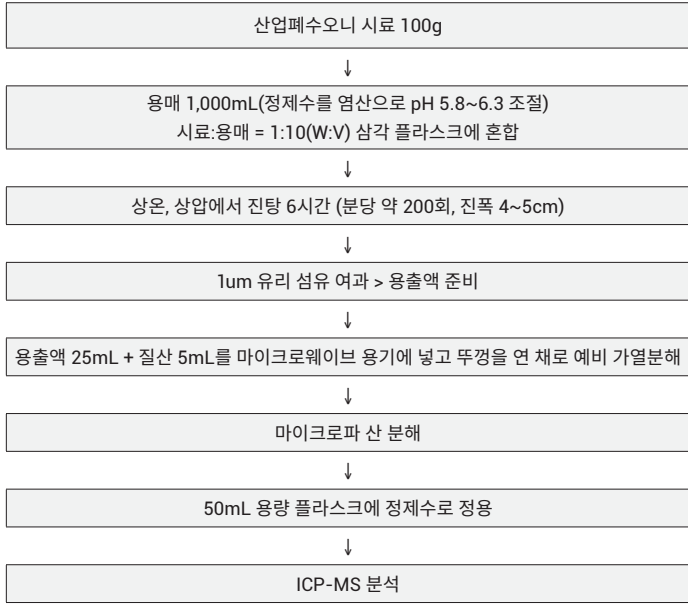 산업폐수오니 시료 100g
↓
용매 1,000mL(정제수를 염산으로 pH 5.8~6.3 조절)
시료:용매 = 1:10(W:V) 삼각 플라스크에 혼합
↓
상온, 상압에서 진탕 6시간 (분당 약 200회, 진폭 4~5cm)
↓
1um 유리 섬유 여과 > 용출액 준비
↓
용출액 25mL + 질산 5mL를 마이크로웨이브 용기에 넣고 뚜껑을 연 채로 예비 가열분해
↓
마이크로파 산 분해
↓
50mL 용량 플라스크에 정제수로 정용
↓
ICP-MS 분석